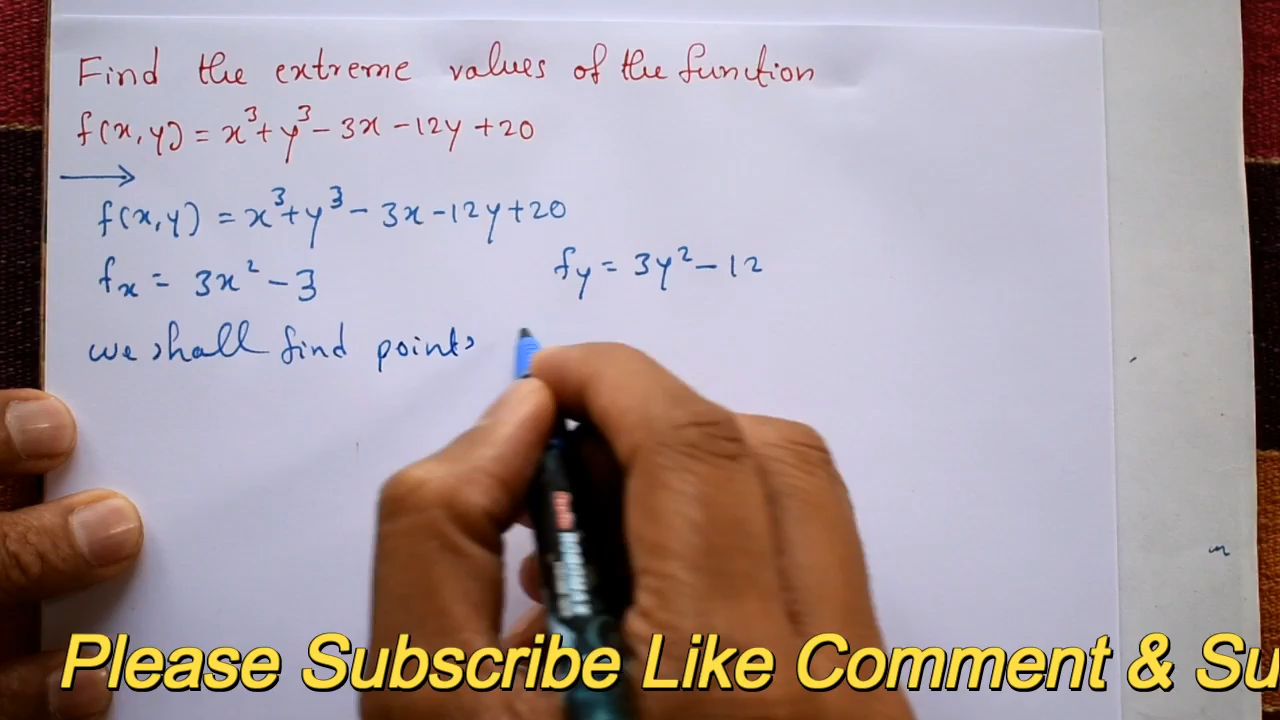 Find the extreme values of the function
f(x,y) = x³+y³-3x-12y+20
→
f(x,y) = x³+y³-3x-12y+20
fx = 3x²-3 fy = 3y²-12
we shall find points
Please Subscribe Like Comment & Su